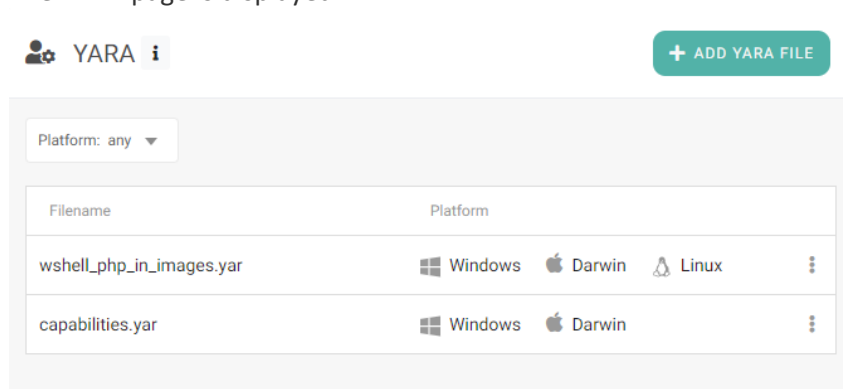 YARA i
+ ADD YARA FILE
Platform: any
Filename Platform
wshell_php_in_images.yar Windows Darwin Linux
capabilities.yar Windows Darwin